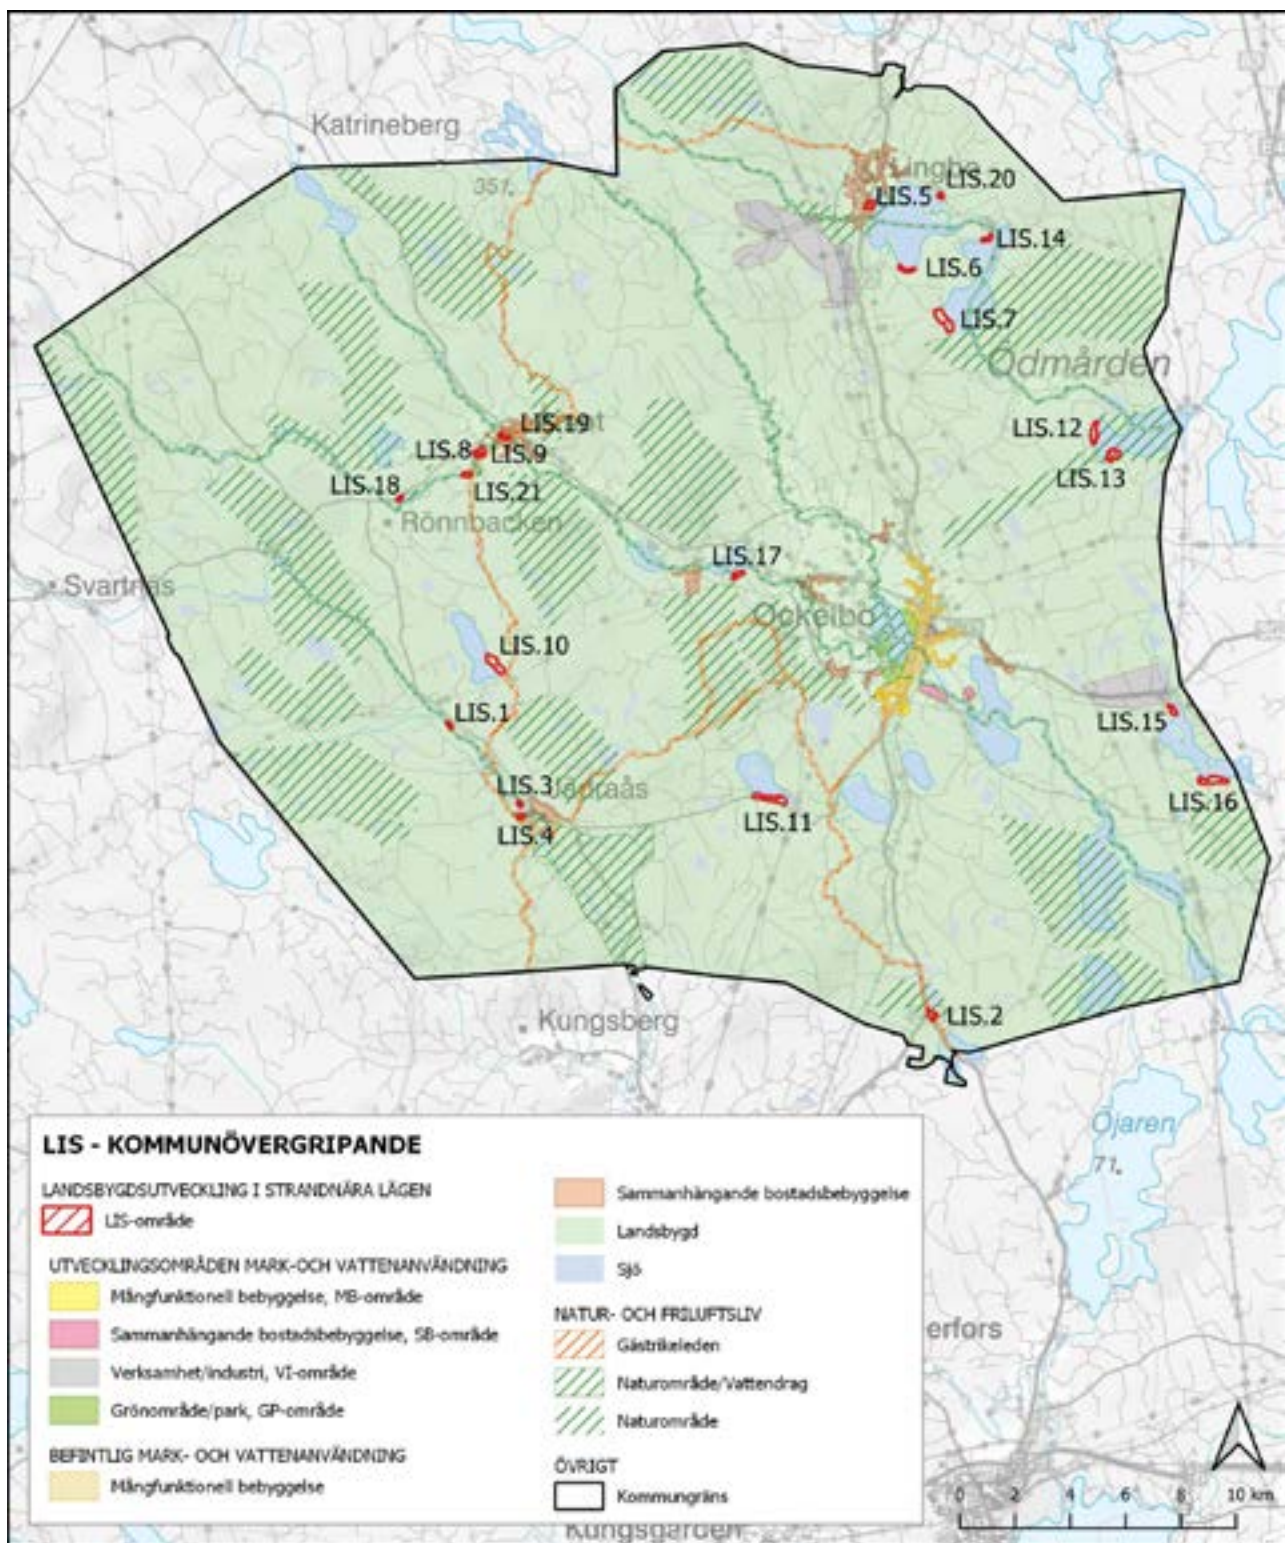 Katrineberg
351.
Lingbo
LIS.20
LIS.5
LIS.14
LIS.6
LIS.7
Ödmården
LIS.19
LIS.12
LIS.8
LIS.9
LIS.13
LIS.18
LIS.21
Rönnbacken
LIS.17
Svartnäs
Ockelbo
LIS.10
LIS.1
LIS.15
LIS.3
Jädraås
LIS.16
LIS.4
LIS.11
Kungsberg
LIS.2
Öjaren
71.
LIS - KOMMUNÖVERGRIPANDE
LANDSBYGDSUTVECKLING I STRANDNÄRA LÄGEN
LIS-område
UTVECKLINGSOMRÅDEN MARK-OCH VATTENANVÄNDNING
Mångfunktionell bebyggelse, MB-område
Sammanhängande bostadsbebyggelse, SB-område
Verksamhet/industri, VI-område
Grönområde/park, GP-område
BEFINTLIG MARK- OCH VATTENANVÄNDNING
Mångfunktionell bebyggelse
Sammanhängande bostadsbebyggelse
Landsbygd
Sjö
NATUR- OCH FRILUFTSLIV
Gästrikeleden
Naturområde/Vattendrag
Naturområde
ÖVRIGT
Kommungräns
erfors
0 2 4 6 8 10 km
Kungsgården